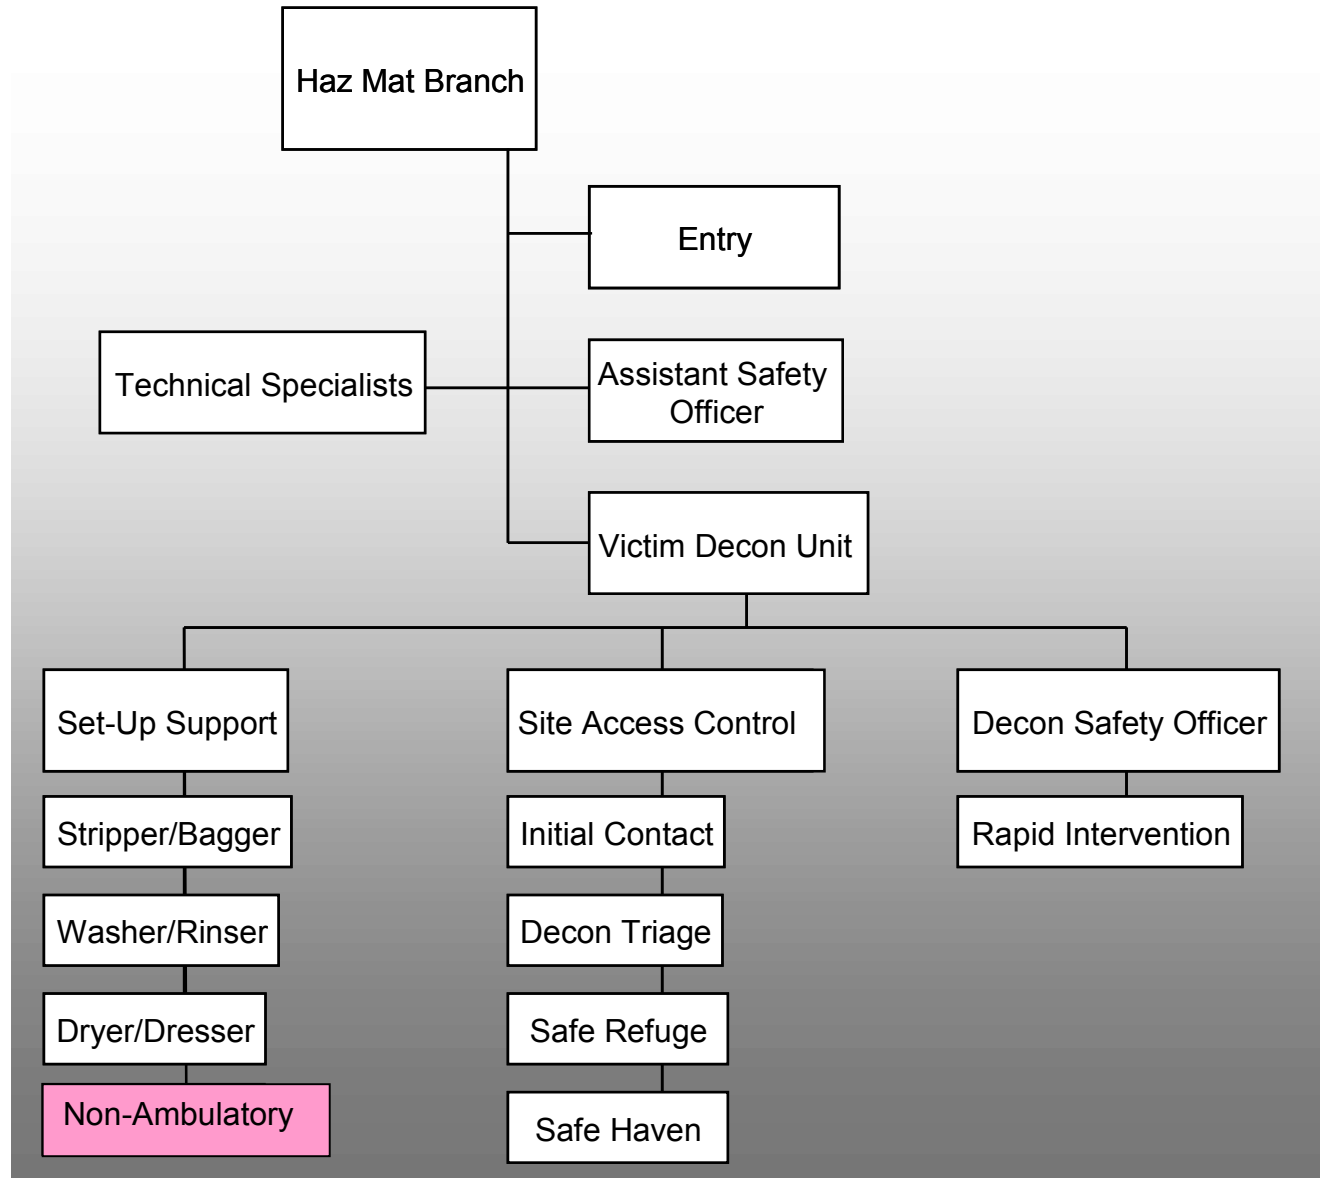 Haz Mat Branch
Entry
Technical Specialists
Assistant Safety
Officer
Victim Decon Unit
Set-Up Support
Site Access Control
Decon Safety Officer
Stripper/Bagger
Initial Contact
Rapid Intervention
Washer/Rinser
Decon Triage
Dryer/Dresser
Safe Refuge
Non-Ambulatory
Safe Haven